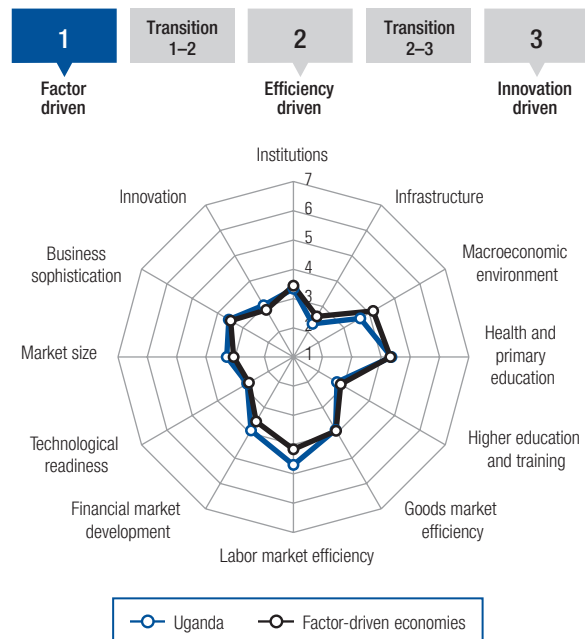 1
Transition
1–2
2
Transition
2–3
3
Factor
driven
Efficiency
driven
Innovation
driven
Institutions
Infrastructure
Macroeconomic
environment
Health and
primary
education
Higher education
and training
Goods market
efficiency
Labor market efficiency
Financial market
development
Technological
readiness
Market size
Business
sophistication
Innovation
7
6
5
4
3
2
1
Uganda
Factor-driven economies